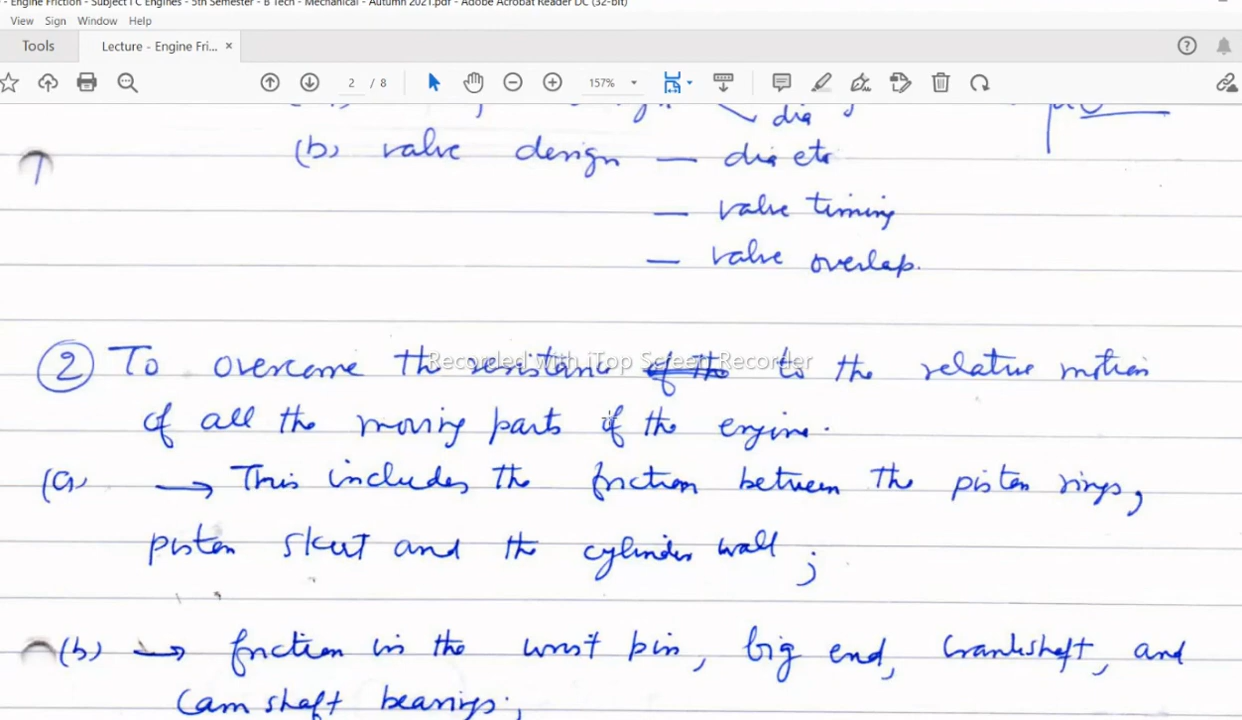 - Engine Friction - Subject I C Engines - 5th Semester - B Tech - Mechanical - Autumn 2021.pdf - Adobe Acrobat Reader DC (32-bit)
View Sign Window Help
Tools Lecture - Engine Fri... ×
2 / 8 157%
dia
(b) valve design — dia etc
— valve timing
— valve overlap.
Recorded with iTop Screen Recorder
② To overcome the resistance of the to the relative motion
of all the moving parts of the engine.
(a) → This includes the friction between the piston rings,
piston skirt and the cylinder wall ;
(b) → friction in the wrist pin, big end, crankshaft, and
camshaft bearings;